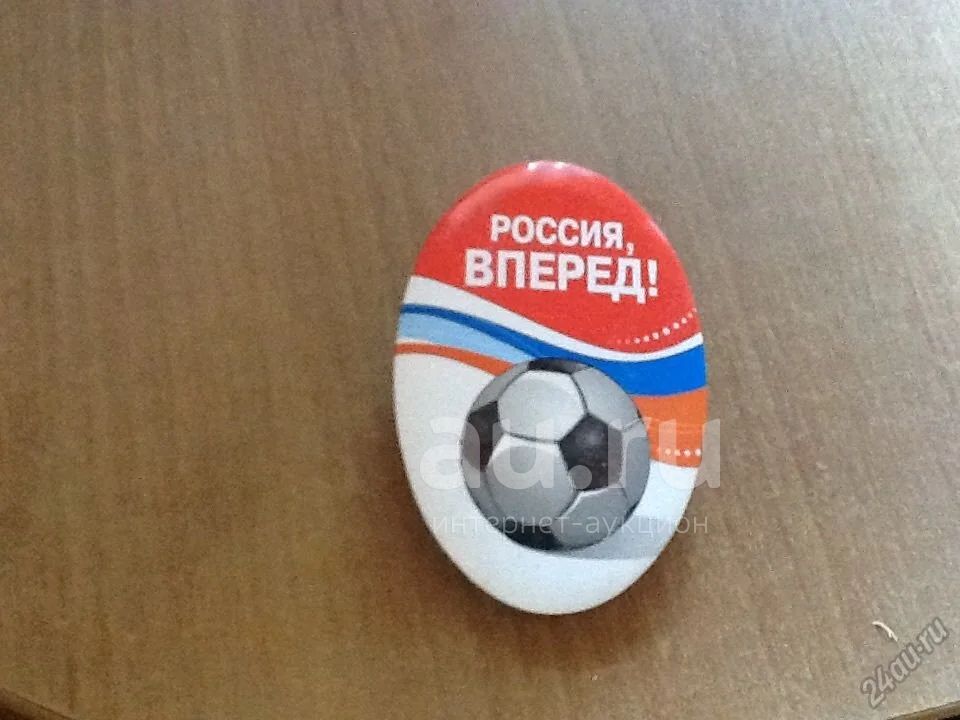 РОССИЯ,
ВПЕРЕД!
au.ru
интернет-аукцион
24au.ru